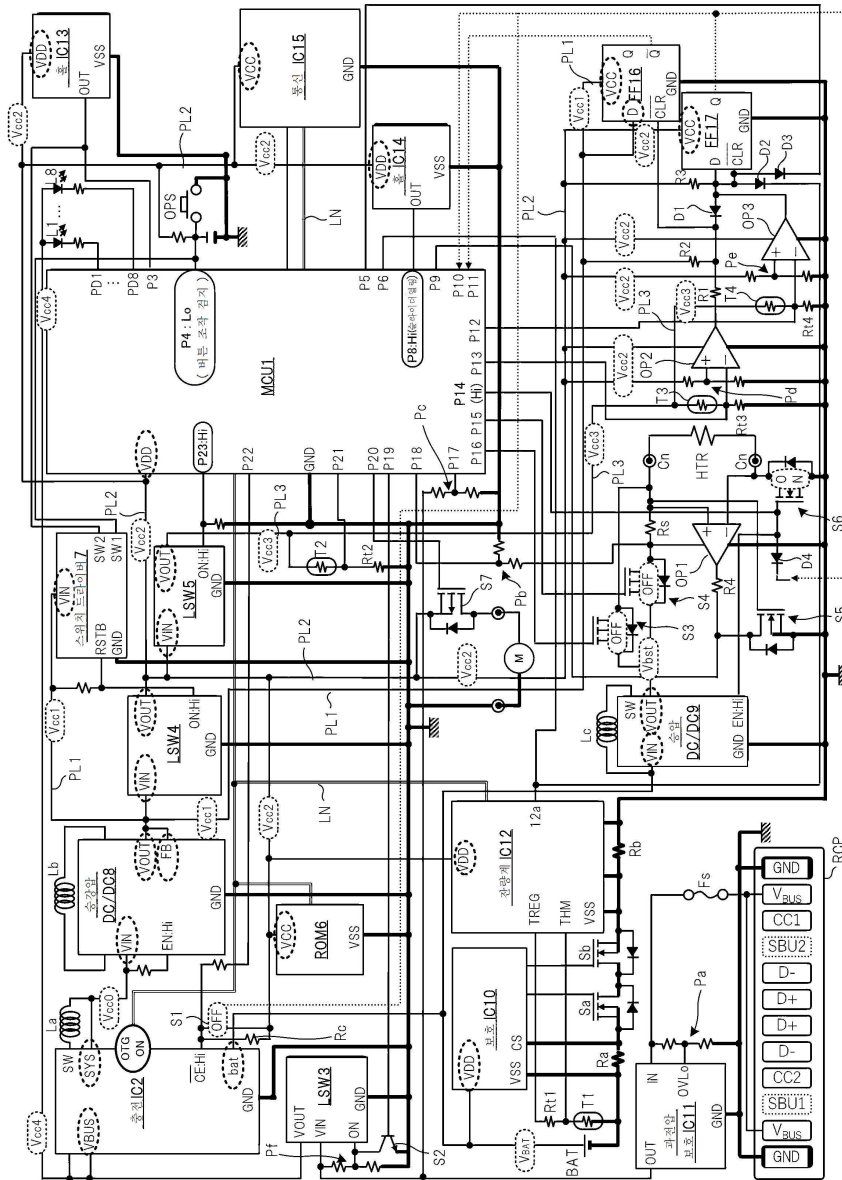 Vcc4
La
SW
SYS
VBUS
OTG ON
충전IC2
CE:Hi
bat
GND
Vcc0
S1
OFF
Rc
VIN
EN:Hi
Lb
승강압 DC/DC8
VOUT
FB
GND
Vcc1
PL1
VIN
VOUT
LSW4
ON:Hi
GND
Vcc1
VIN
스위치 드라이버7
RSTB
GND
SW2
SW1
Vcc2
PL2
VIN
VOUT
LSW5
ON:Hi
GND
PL2
PL1
VCC
ROM6
VSS
Vcc2
LN
Vcc3
PL3
T2
Rt2
VDD
P23:Hi
P22
GND
P21
P20
P19
P18
P17
P16
P15
P14 (Hi)
P13
P12
P11
P10
P9
P8:Hi(슬라이더 열림)
P6
P5
P4 : Lo
( 버튼 조작 검지 )
P3
PD8
PD1
MCU1
Vcc4
L1
L8
OPS
Vcc2
PL2
VDD
홀 IC13
OUT
VSS
VCC
통신 IC15
GND
LN
Vcc2
VDD
홀 IC14
OUT
VSS
LSW3
VOUT
VIN
ON
GND
Pf
S2
VDD
보호 IC10
VSS
CS
Ra
Sa
Sb
Rb
Rt1
T1
VBAT
BAT
VDD
잔량계 IC12
TREG
THM
VSS
12a
OUT
IN
OVLo
GND
과전압 보호 IC11
Pa
Fs
GND
VBUS
CC1
SBU2
D-
D+
D+
D-
CC2
SBU1
VBUS
GND
RCP
Vcc2
S7
M
Pb
Pc
Lc
SW
VIN
VOUT
승압 DC/DC9
GND
EN:Hi
Vbst
OFF
S3
OFF
S4
Rs
OP1
R4
S5
D4
S6
ON
Cn
HTR
Cn
Vcc3
PL3
T3
Rt3
Pd
Vcc2
OP2
PL3
Vcc3
T4
Rt4
Pe
OP3
Vcc2
R1
R2
R3
D1
D2
D3
PL2
PL1
Vcc1
Vcc2
VCC
D
Q
FF16
CLR
GND
VCC
D
Q
FF17
CLR
GND